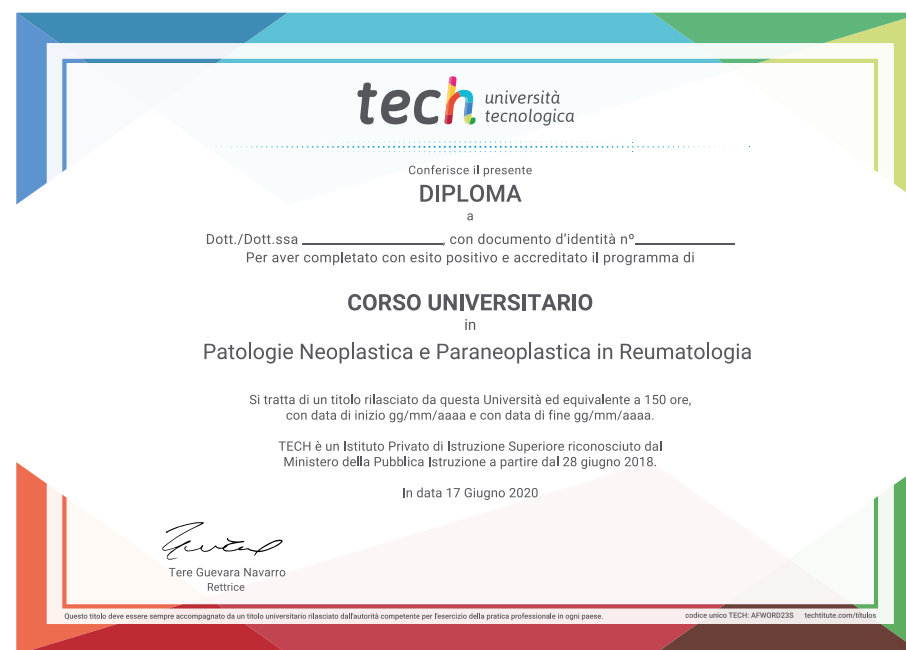 tech università
tecnologica
Conferisce il presente
DIPLOMA
a
Dott./Dott.ssa ____________________, con documento d'identità nº______________
Per aver completato con esito positivo e accreditato il programma di
CORSO UNIVERSITARIO
in
Patologie Neoplastica e Paraneoplastica in Reumatologia
Si tratta di un titolo rilasciato da questa Università ed equivalente a 150 ore,
con data di inizio gg/mm/aaaa e con data di fine gg/mm/aaaa.
TECH è un Istituto Privato di Istruzione Superiore riconosciuto dal
Ministero della Pubblica Istruzione a partire dal 28 giugno 2018.
In data 17 Giugno 2020
Tere Guevara Navarro
Rettrice
Questo titolo deve essere sempre accompagnato da un titolo universitario rilasciato dall'autorità competente per l'esercizio della pratica professionale in ogni paese. codice unico TECH: AFWORD23S techtitute.com/títulos